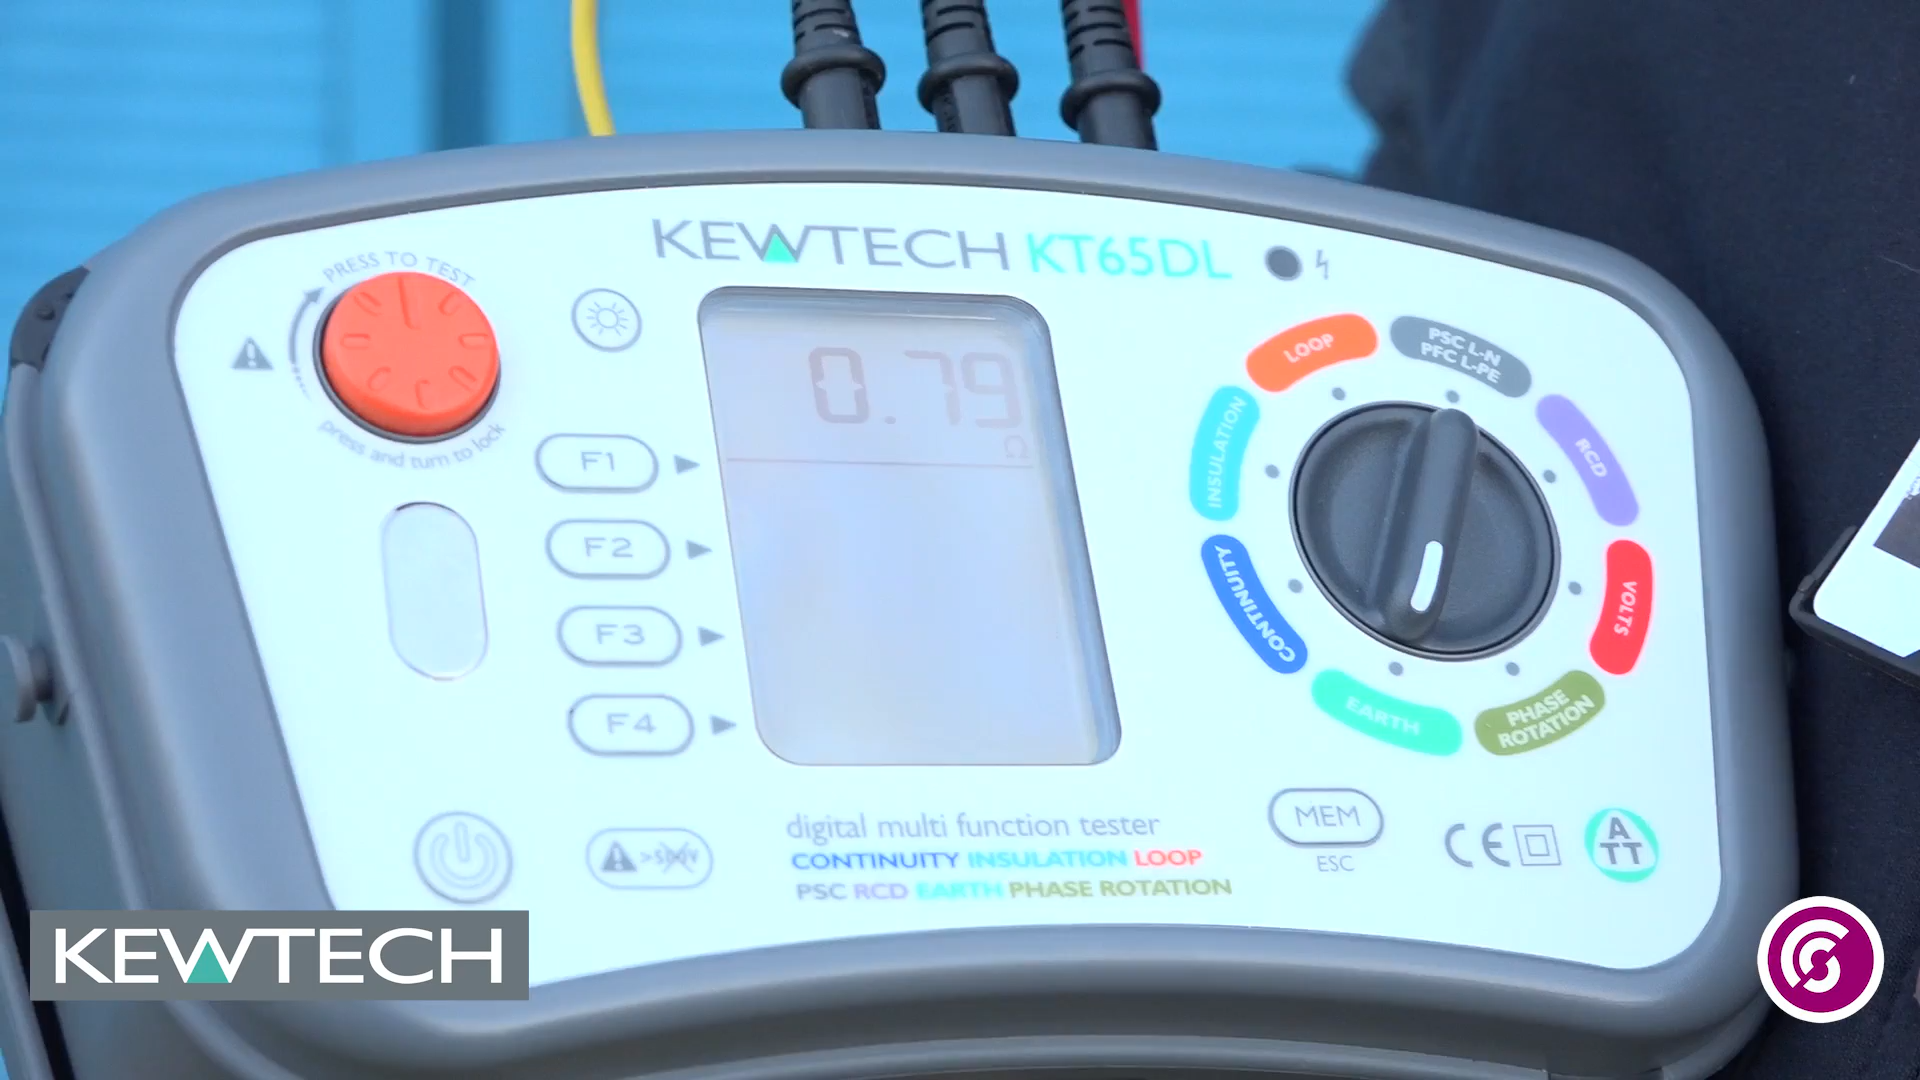 KEWTECH KT65DL
PRESS TO TEST
press and turn to lock
0.79
Ω
F1
F2
F3
F4
LOOP
PSC L-N
PFC L-PE
RCD
VOLTS
PHASE
ROTATION
EARTH
CONTINUITY
INSULATION
>500V
digital multi function tester
CONTINUITY INSULATION LOOP
PSC RCD EARTH PHASE ROTATION
MEM
ESC
CE
A
TT
KEWTECH